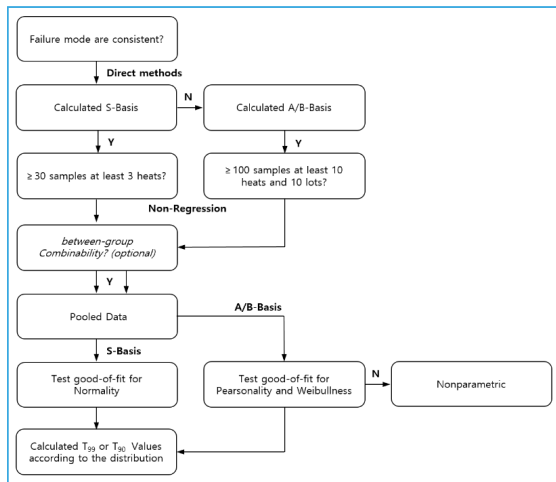 Failure mode are consistent?
Direct methods
Calculated S-Basis
N
Calculated A/B-Basis
Y
Y
≥ 30 samples at least 3 heats?
≥ 100 samples at least 10
heats and 10 lots?
Non-Regression
between-group
Combinability? (optional)
Y
Pooled Data
A/B-Basis
S-Basis
Test good-of-fit for
Normality
Test good-of-fit for
Pearsonality and Weibullness
N
Nonparametric
Calculated T99 or T90 Values
according to the distribution